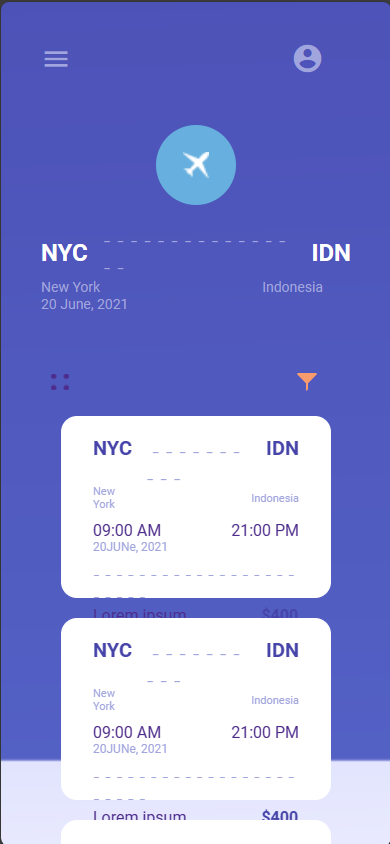 NYC - - - - - - - - - - - - - - - - IDN
- -
New York Indonesia
20 June, 2021
NYC - - - - - - - IDN
- - -
New
York
Indonesia
09:00 AM 21:00 PM
20JUNe, 2021
- - - - - - - - - - - - - - - - - -
- - - - -
Lorem ipsum $400
NYC - - - - - - - IDN
- - -
New
York
Indonesia
09:00 AM 21:00 PM
20JUNe, 2021
- - - - - - - - - - - - - - - - - -
- - - - -
Lorem ipsum $400